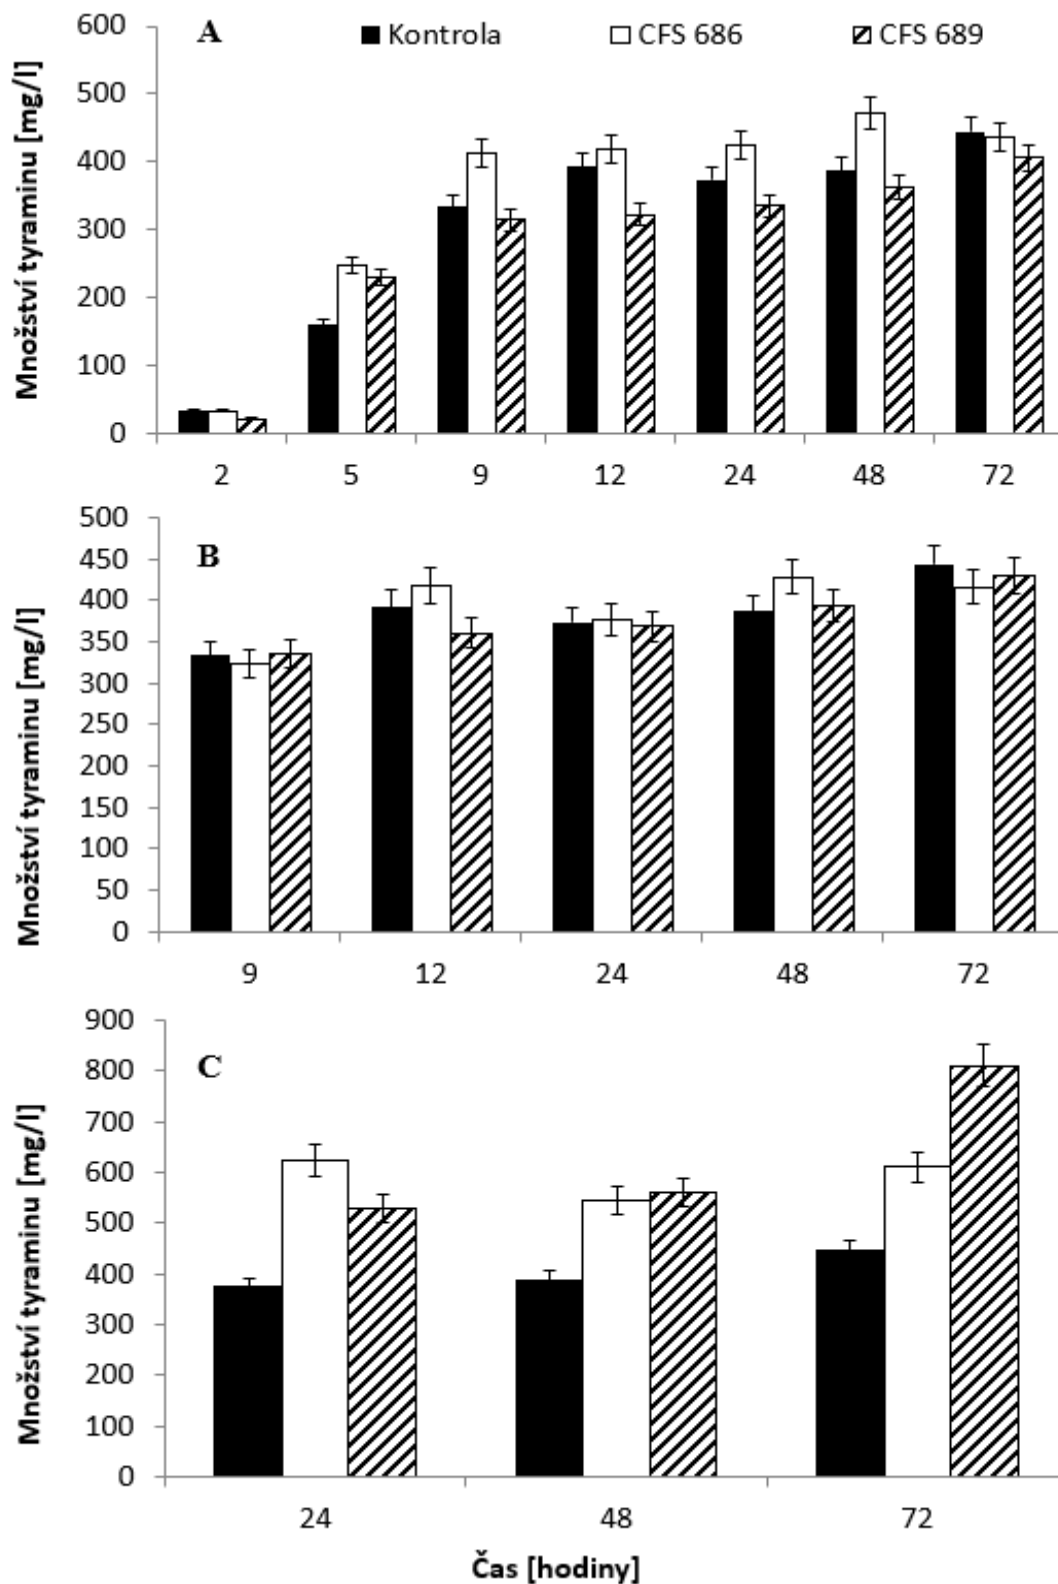 A
Kontrola CFS 686 CFS 689
Množství tyraminu [mg/l]
600
500
400
300
200
100
0
2 5 9 12 24 48 72
B
Množství tyraminu [mg/l]
500
450
400
350
300
250
200
150
100
50
0
9 12 24 48 72
C
Množství tyraminu [mg/l]
900
800
700
600
500
400
300
200
100
0
24 48 72
Čas [hodiny]